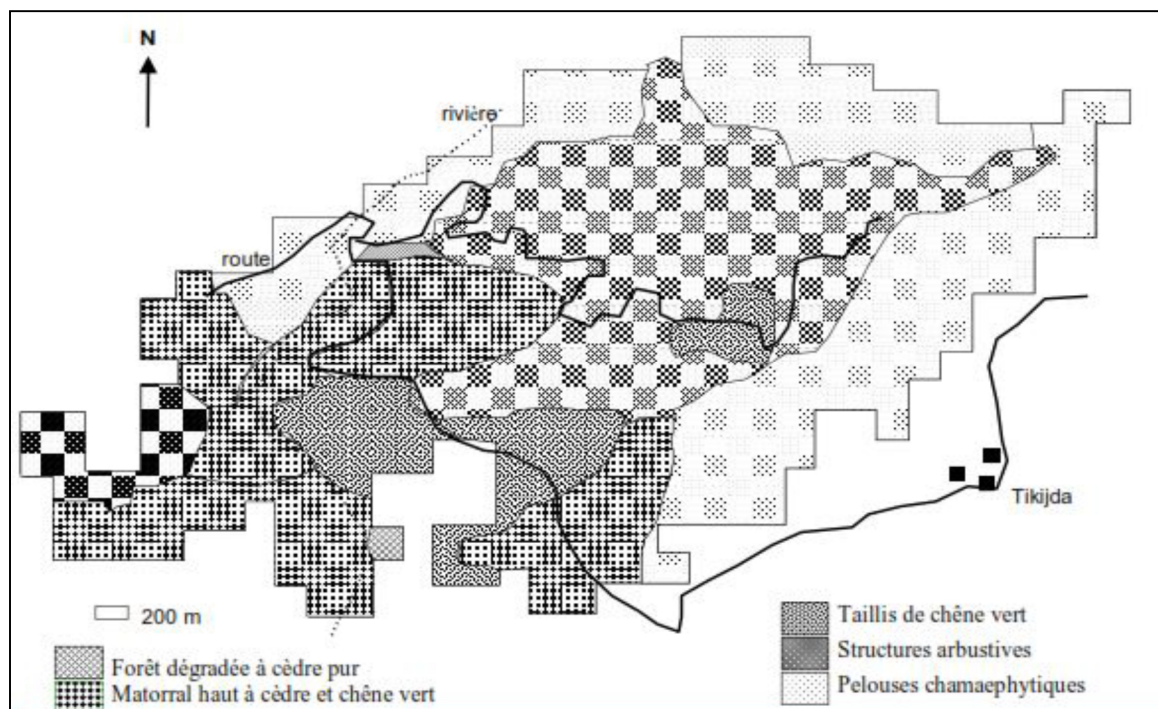 N
rivière
route
Tikijda
200 m
Forêt dégradée à cèdre pur
Matorral haut à cèdre et chêne vert
Taillis de chêne vert
Structures arbustives
Pelouses chamaephytiques